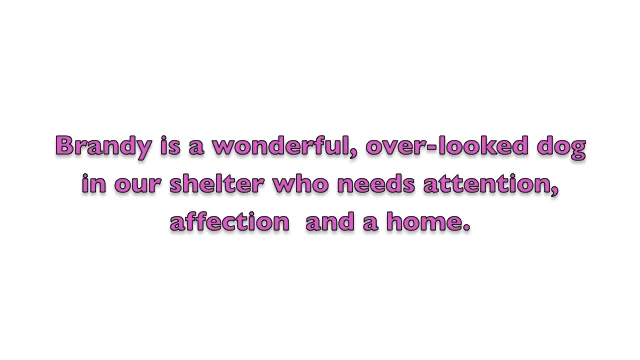 Brandy is a wonderful, over-looked dog
in our shelter who needs attention,
affection  and a home.